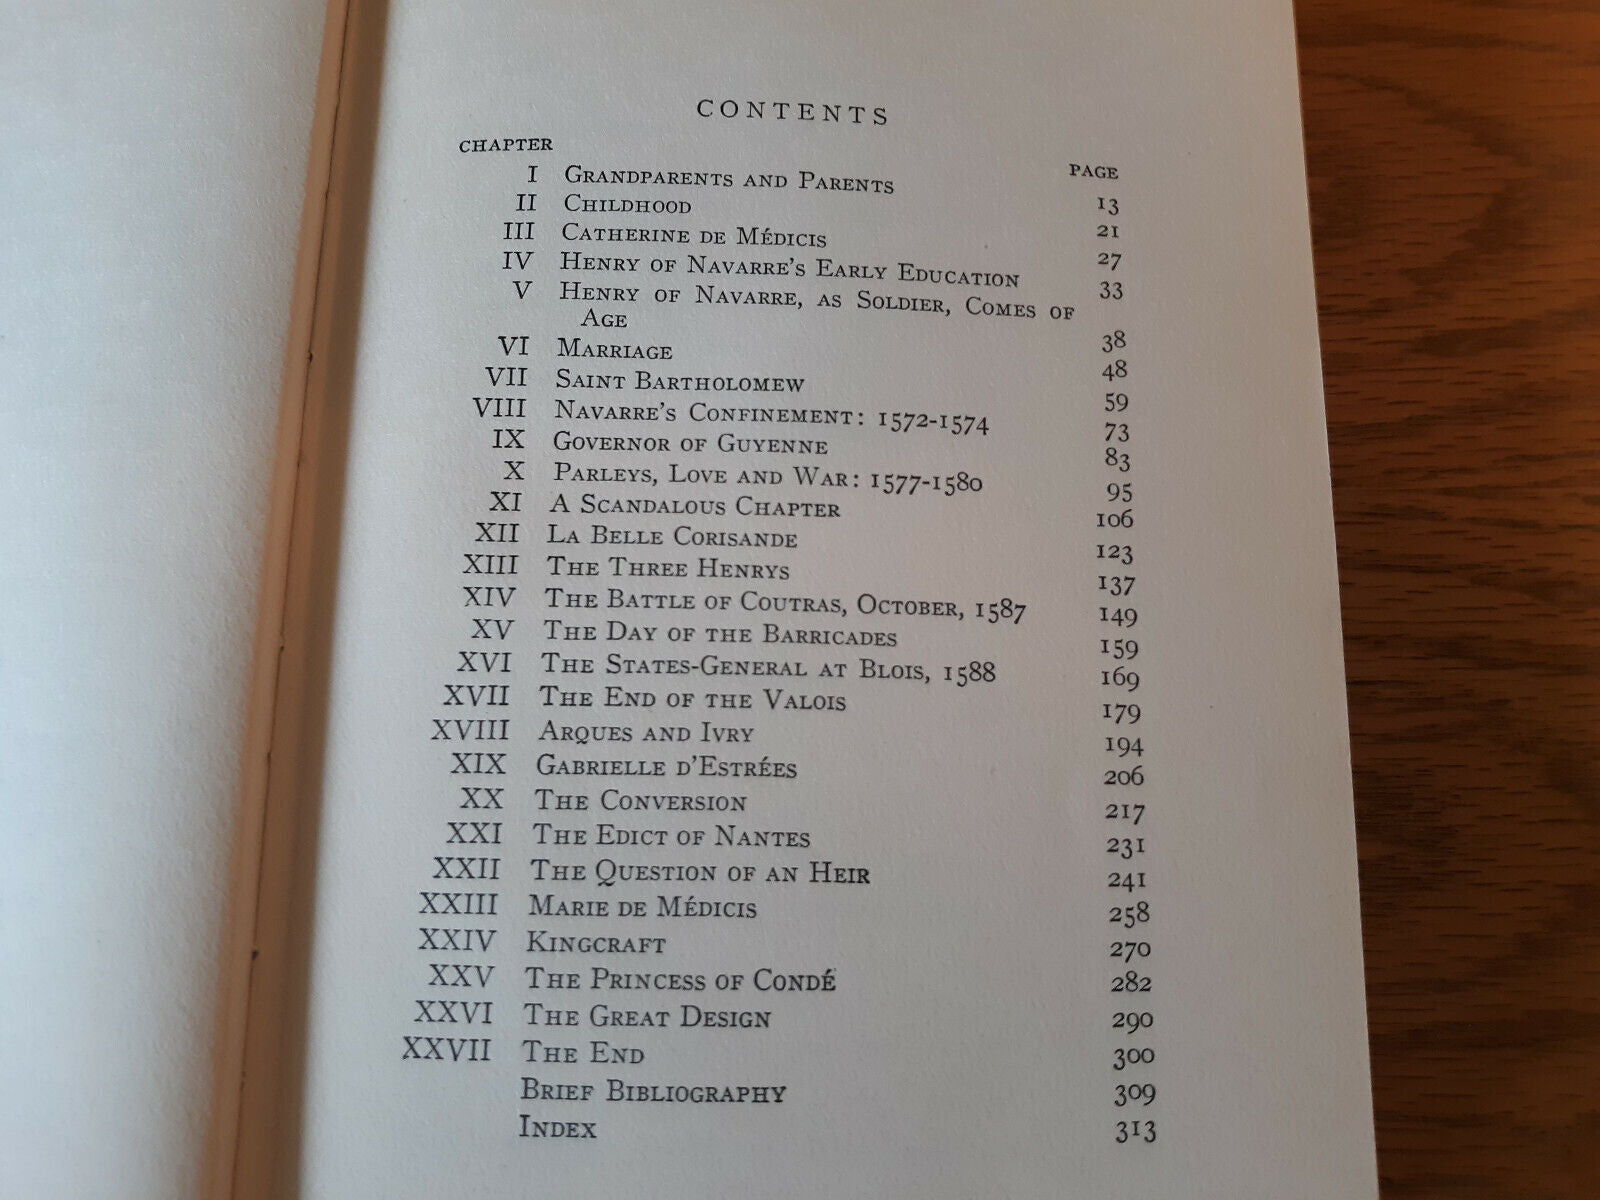 CONTENTS
CHAPTER PAGE
I GRANDPARENTS AND PARENTS 13
II CHILDHOOD 21
III CATHERINE DE MÉDICIS 27
IV HENRY OF NAVARRE'S EARLY EDUCATION 33
V HENRY OF NAVARRE, AS SOLDIER, COMES OF
AGE 38
VI MARRIAGE 48
VII SAINT BARTHOLOMEW 59
VIII NAVARRE'S CONFINEMENT: 1572-1574 73
IX GOVERNOR OF GUYENNE 83
X PARLEYS, LOVE AND WAR: 1577-1580 95
XI A SCANDALOUS CHAPTER 106
XII LA BELLE CORISANDE 123
XIII THE THREE HENRYS 137
XIV THE BATTLE OF COUTRAS, OCTOBER, 1587 149
XV THE DAY OF THE BARRICADES 159
XVI THE STATES-GENERAL AT BLOIS, 1588 169
XVII THE END OF THE VALOIS 179
XVIII ARQUES AND IVRY 194
XIX GABRIELLE D'ESTRÉES 206
XX THE CONVERSION 217
XXI THE EDICT OF NANTES 231
XXII THE QUESTION OF AN HEIR 241
XXIII MARIE DE MÉDICIS 258
XXIV KINGCRAFT 270
XXV THE PRINCESS OF CONDÉ 282
XXVI THE GREAT DESIGN 290
XXVII THE END 300
BRIEF BIBLIOGRAPHY 309
INDEX 313